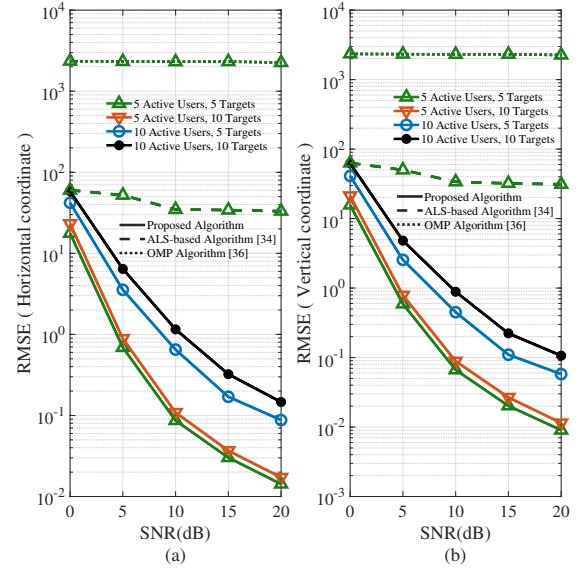 10^4
10^3
10^2
10^1
10^0
10^-1
10^-2
RMSE ( Horizontal coordinate )
5 Active Users, 5 Targets
5 Active Users, 10 Targets
10 Active Users, 5 Targets
10 Active Users, 10 Targets
Proposed Algorithm
ALS-based Algorithm [34]
OMP Algorithm [36]
0 5 10 15 20
SNR(dB)
(a)
10^4
10^3
10^2
10^1
10^0
10^-1
10^-2
10^-3
RMSE ( Vertical coordinate )
5 Active Users, 5 Targets
5 Active Users, 10 Targets
10 Active Users, 5 Targets
10 Active Users, 10 Targets
Proposed Algorithm
ALS-based Algorithm [34]
OMP Algorithm [36]
0 5 10 15 20
SNR(dB)
(b)